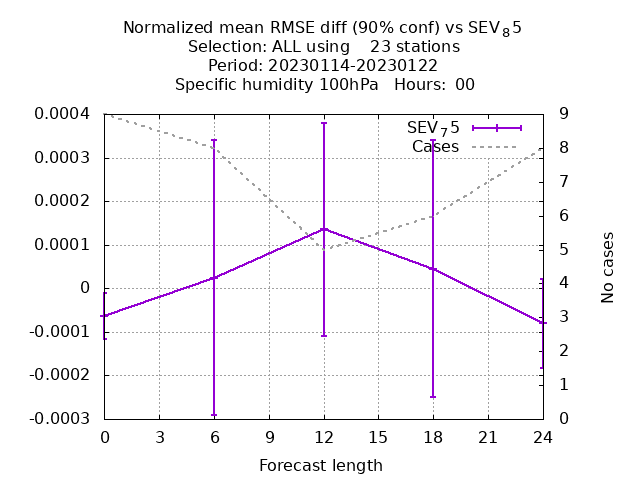 Normalized mean RMSE diff (90% conf) vs SEV₈5
Selection: ALL using    23 stations
Period: 20230114-20230122
Specific humidity 100hPa   Hours: 00
SEV₇5
Cases
0.0004
0.0003
0.0002
0.0001
0
-0.0001
-0.0002
-0.0003
9
8
7
6
5
4
3
2
1
0
No cases
0 3 6 9 12 15 18 21 24
Forecast length